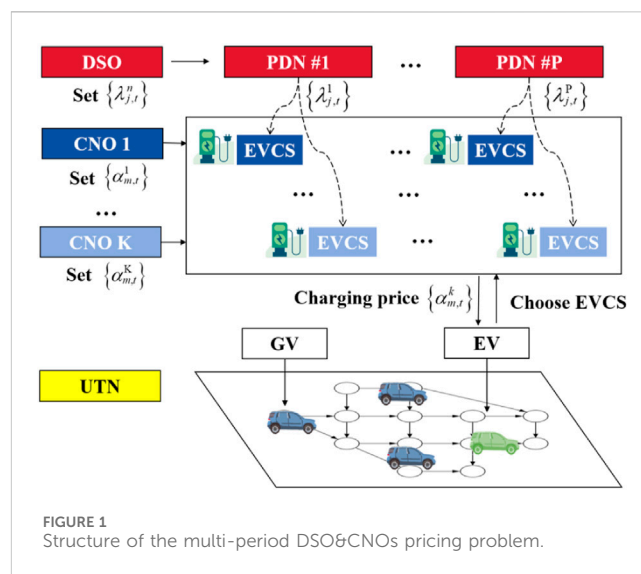 DSO
PDN #1
...
PDN #P
Set {λ^n_{j,t}}
{λ^1_{j,t}}
{λ^P_{j,t}}
CNO 1
EVCS
EVCS
Set {α^1_{m,t}}
...
...
...
CNO K
EVCS
...
EVCS
Set {α^K_{m,t}}
Charging price {α^k_{m,t}}
Choose EVCS
GV
EV
UTN
FIGURE 1
Structure of the multi-period DSO&CNOs pricing problem.